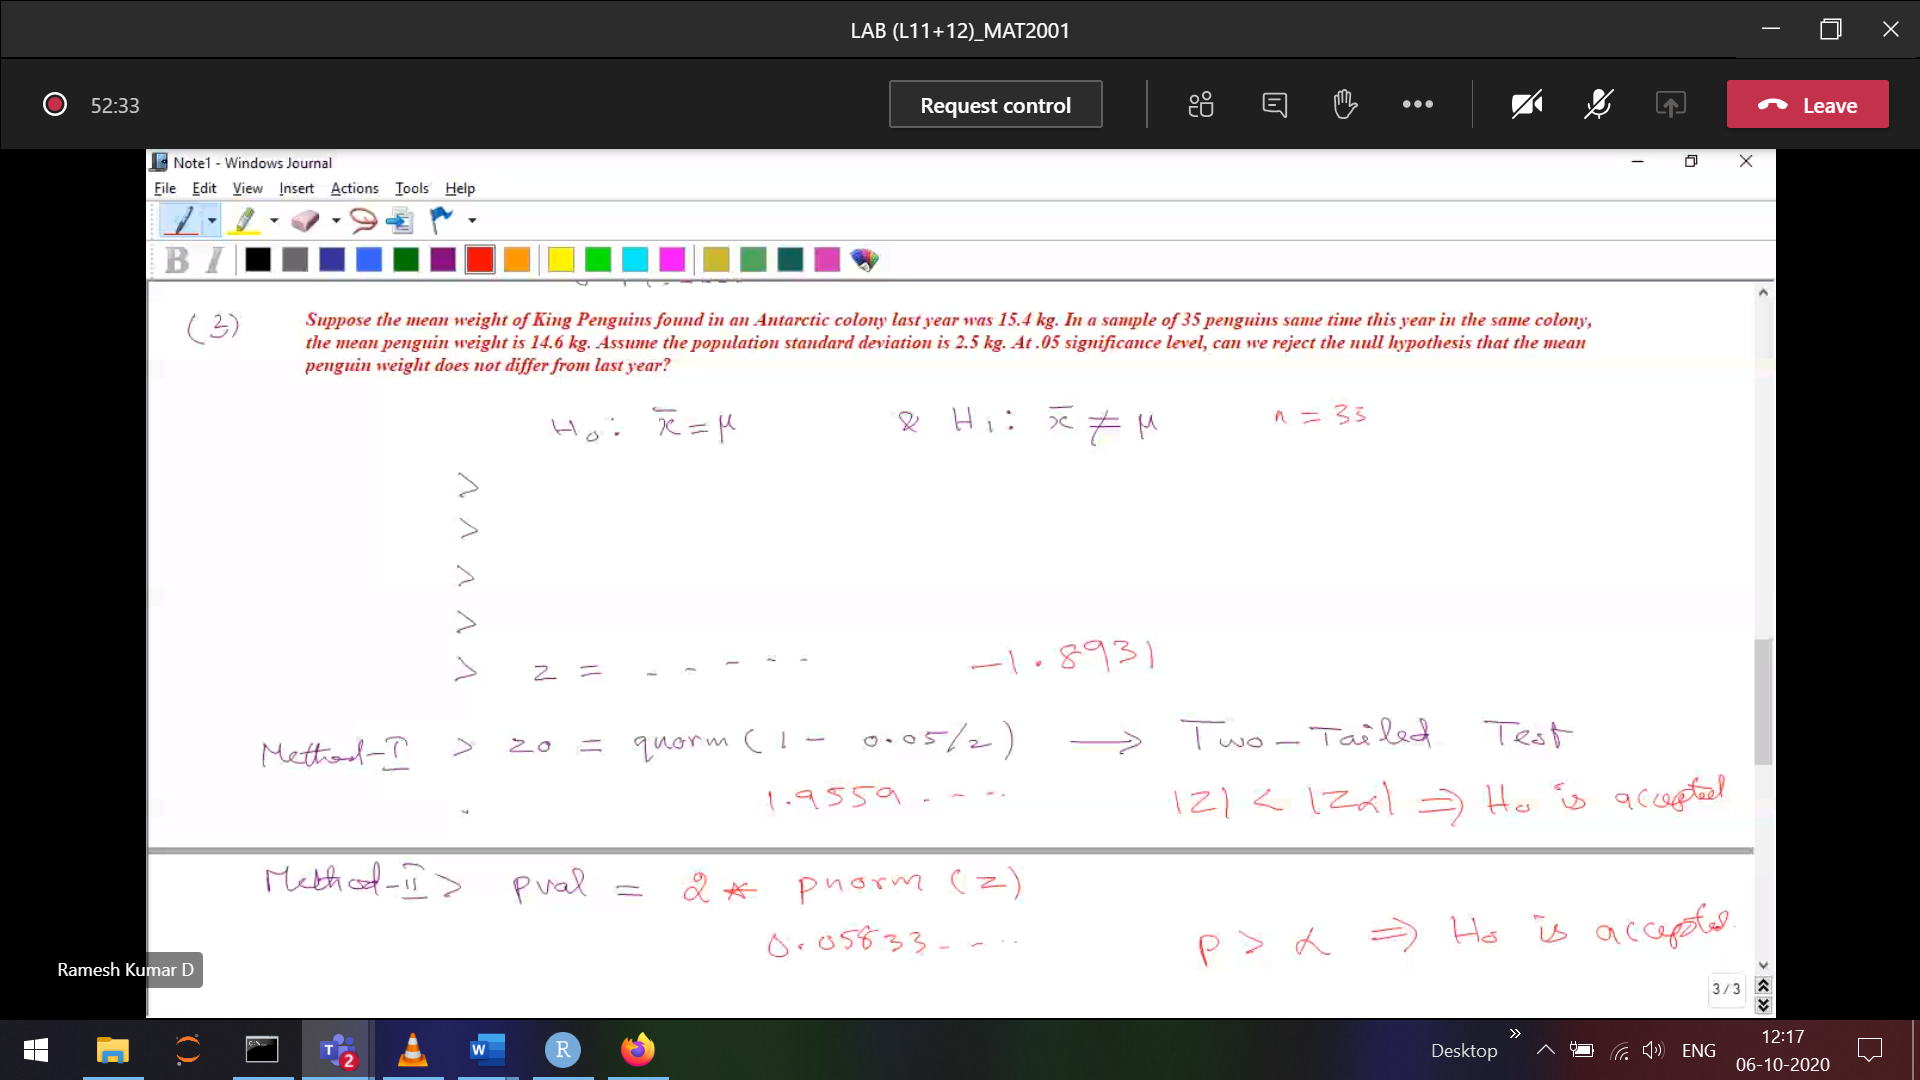 LAB (L11+12)_MAT2001
52:33
Request control
Leave
Note1 - Windows Journal
File Edit View Insert Actions Tools Help
B I
(3)
Suppose the mean weight of King Penguins found in an Antarctic colony last year was 15.4 kg. In a sample of 35 penguins same time this year in the same colony,
the mean penguin weight is 14.6 kg. Assume the population standard deviation is 2.5 kg. At .05 significance level, can we reject the null hypothesis that the mean
penguin weight does not differ from last year?
H₀: x̄ = μ & H₁: x̄ ≠ μ n = 35
>
>
>
>
> z = - - - - - -1.8931
Method-I > z0 = qnorm(1 - 0.05/2) → Two-Tailed Test
1.9559 - - - |Z| < |Zα| ⇒ H₀ is accepted
Method-II > pval = 2 * pnorm(z)
0.05833 - - - p > α ⇒ H₀ is accepted.
Ramesh Kumar D
3 / 3
T 2 W R
Desktop » ENG
12:17
06-10-2020